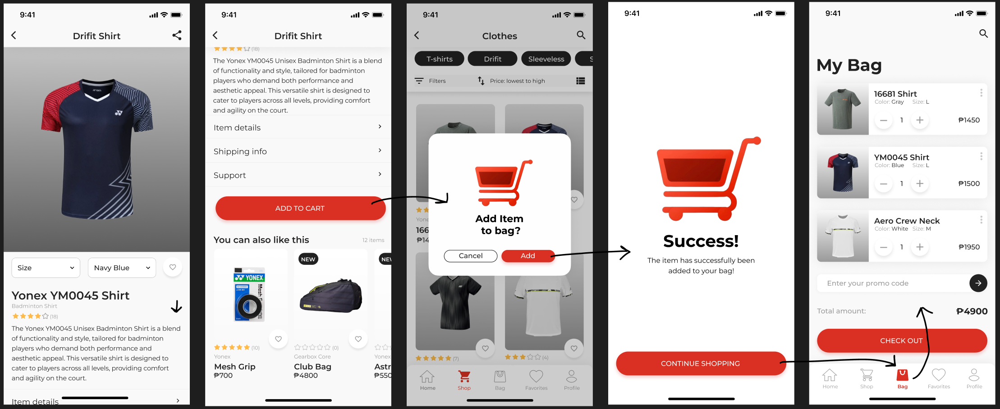 9:41
Drifit Shirt
YONEX
Size
Navy Blue
Yonex YM0045 Shirt
Badminton Shirt
(18)
The Yonex YM0045 Unisex Badminton Shirt is a blend
of functionality and style, tailored for badminton
players who demand both performance and
aesthetic appeal. This versatile shirt is designed to
cater to players across all levels, providing comfort
and agility on the court.
Item details
9:41
Drifit Shirt
(18)
The Yonex YM0045 Unisex Badminton Shirt is a blend
of functionality and style, tailored for badminton
players who demand both performance and
aesthetic appeal. This versatile shirt is designed to
cater to players across all levels, providing comfort
and agility on the court.
Item details
Shipping info
Support
ADD TO CART
You can also like this
12 items
YONEX
NEW
NEW
(10)
Yonex
Mesh Grip
₱700
(0)
Gearbox Core
Club Bag
₱4800
Yonex
Astr
₱550
9:41
Clothes
T-shirts
Drifit
Sleeveless
S
Filters
Price: lowest to high
Yone
166
₱14
Add Item
to bag?
Cancel
Add
(7)
(4)
Home
Shop
Bag
Favorites
Profile
9:41
Success!
The item has successfully been
added to your bag!
CONTINUE SHOPPING
9:41
My Bag
16681 Shirt
Color: Gray Size: L
1
₱1450
YM0045 Shirt
Color: Blue Size: L
1
₱1500
Aero Crew Neck
Color: White Size: M
1
₱1950
Enter your promo code
Total amount:
₱4900
CHECK OUT
Home
Shop
Bag
Favorites
Profile